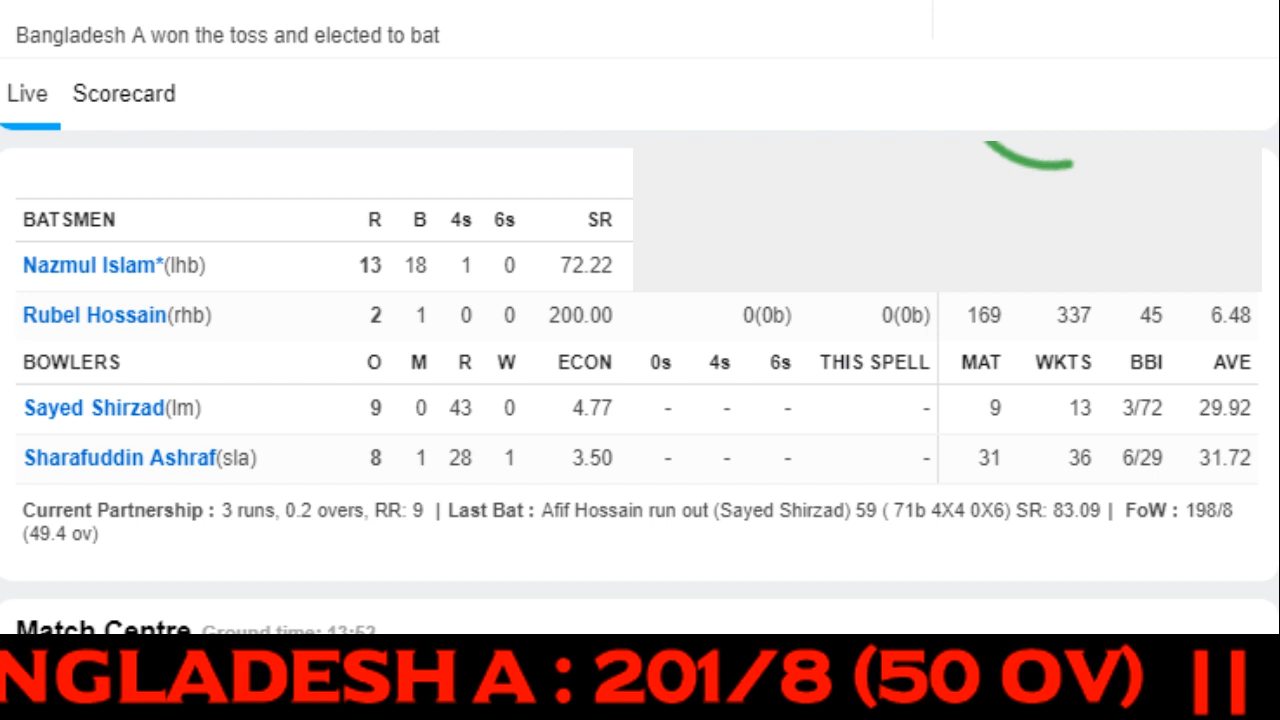 Bangladesh A won the toss and elected to bat
Live Scorecard
BATSMEN R B 4s 6s SR
Nazmul Islam*(lhb) 13 18 1 0 72.22
Rubel Hossain(rhb) 2 1 0 0 200.00 0(0b) 0(0b) 169 337 45 6.48
BOWLERS O M R W ECON 0s 4s 6s THIS SPELL MAT WKTS BBI AVE
Sayed Shirzad(lm) 9 0 43 0 4.77 - - - - 9 13 3/72 29.92
Sharafuddin Ashraf(sla) 8 1 28 1 3.50 - - - - 31 36 6/29 31.72
Current Partnership : 3 runs, 0.2 overs, RR: 9 | Last Bat : Afif Hossain run out (Sayed Shirzad) 59 ( 71b 4X4 0X6) SR: 83.09 | FoW : 198/8
(49.4 ov)
Match Centre Ground time: 13:52
NGLADESH A : 201/8 (50 OV) ||